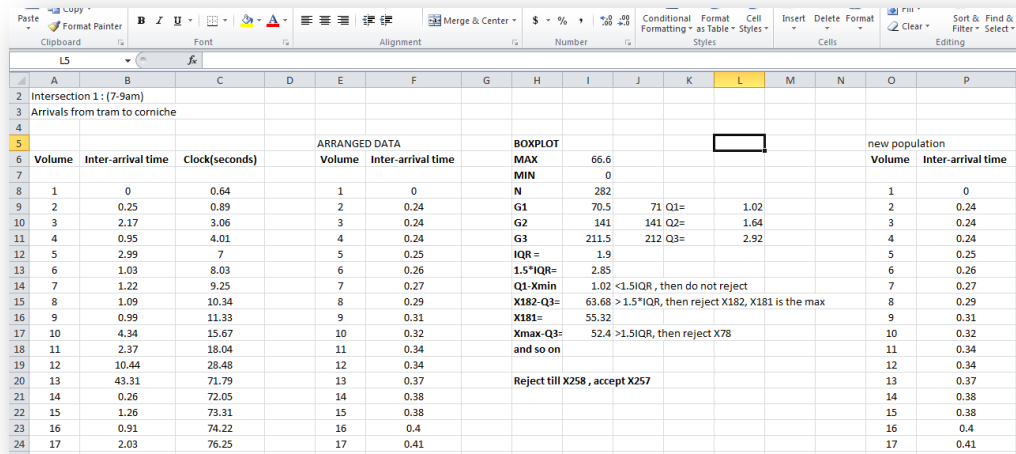 Copy
Paste Format Painter B I U A Merge & Center $ % , .00 .00 Conditional Formatting Format as Table Cell Styles Insert Delete Format Clear Sort & Filter Find & Select
Clipboard Font Alignment Number Styles Cells Editing
L5 fx
A B C D E F G H I J K L M N O P
2 Intersection 1 : (7-9am)
3 Arrivals from tram to corniche
4
5 ARRANGED DATA BOXPLOT new population
6 Volume Inter-arrival time Clock(seconds) Volume Inter-arrival time MAX 66.6 Volume Inter-arrival time
7 MIN 0
8 1 0 0.64 1 0 N 282 1 0
9 2 0.25 0.89 2 0.24 G1 70.5 71 Q1= 1.02 2 0.24
10 3 2.17 3.06 3 0.24 G2 141 141 Q2= 1.64 3 0.24
11 4 0.95 4.01 4 0.24 G3 211.5 212 Q3= 2.92 4 0.24
12 5 2.99 7 5 0.25 IQR = 1.9 5 0.25
13 6 1.03 8.03 6 0.26 1.5*IQR= 2.85 6 0.26
14 7 1.22 9.25 7 0.27 Q1-Xmin 1.02 <1.5IQR , then do not reject 7 0.27
15 8 1.09 10.34 8 0.29 X182-Q3= 63.68 > 1.5*IQR, then reject X182, X181 is the max 8 0.29
16 9 0.99 11.33 9 0.31 X181= 55.32 9 0.31
17 10 4.34 15.67 10 0.32 Xmax-Q3= 52.4 >1.5IQR, then reject X78 10 0.32
18 11 2.37 18.04 11 0.34 and so on 11 0.34
19 12 10.44 28.48 12 0.34 12 0.34
20 13 43.31 71.79 13 0.37 Reject till X258 , accept X257 13 0.37
21 14 0.26 72.05 14 0.38 14 0.38
22 15 1.26 73.31 15 0.38 15 0.38
23 16 0.91 74.22 16 0.4 16 0.4
24 17 2.03 76.25 17 0.41 17 0.41